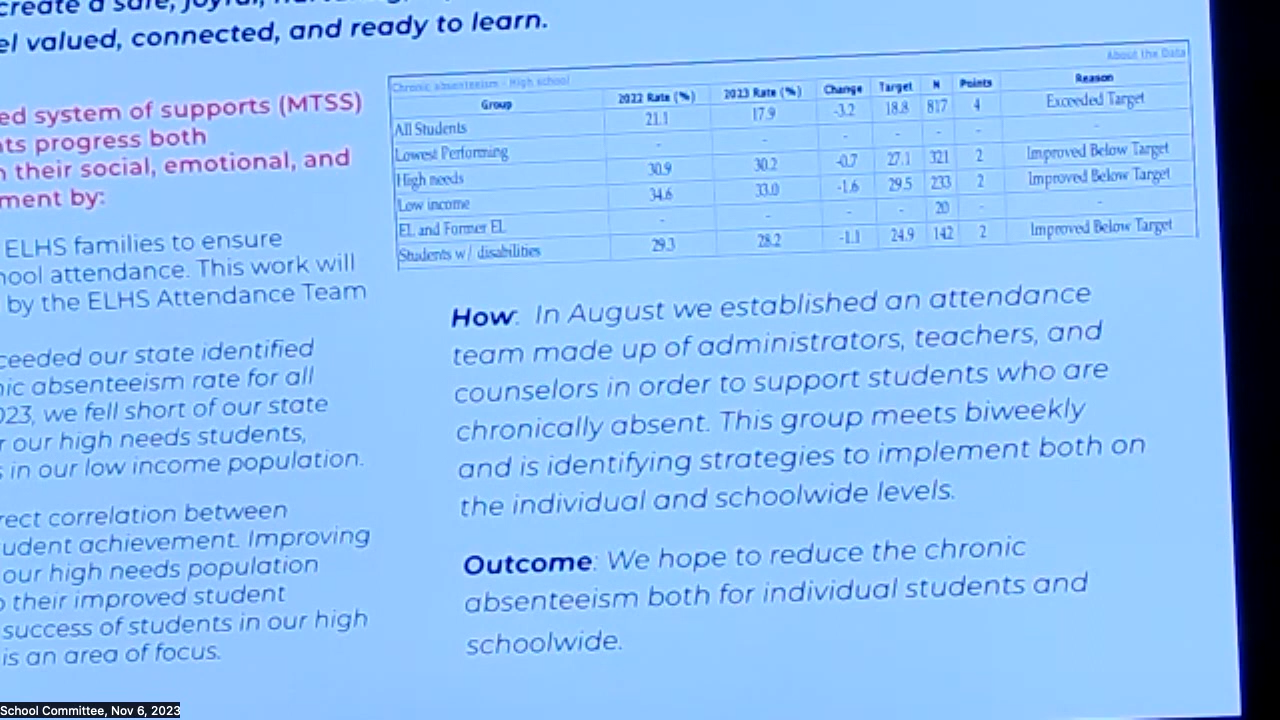 create a safe, joyful,
el valued, connected, and ready to learn.
ed system of supports (MTSS)
nts progress both
n their social, emotional, and
ment by:
ELHS families to ensure
hool attendance. This work will
by the ELHS Attendance Team
ceeded our state identified
nic absenteeism rate for all
023, we fell short of our state
r our high needs students,
s in our low income population.
rect correlation between
udent achievement. Improving
our high needs population
o their improved student
success of students in our high
is an area of focus.
About the Data
Chronic absenteeism - High school
Group 2022 Rate (%) 2023 Rate (%) Change Target N Points Reason
All Students 21.1 17.9 -3.2 18.8 817 4 Exceeded Target
Lowest Performing - - - - - - -
High needs 30.9 30.2 -0.7 27.1 321 2 Improved Below Target
Low income 34.6 33.0 -1.6 29.5 233 2 Improved Below Target
EL and Former EL - - - - 20 - -
Students w/ disabilities 29.3 28.2 -1.1 24.9 142 2 Improved Below Target
How: In August we established an attendance
team made up of administrators, teachers, and
counselors in order to support students who are
chronically absent. This group meets biweekly
and is identifying strategies to implement both on
the individual and schoolwide levels.
Outcome: We hope to reduce the chronic
absenteeism both for individual students and
schoolwide.
School Committee, Nov 6, 2023